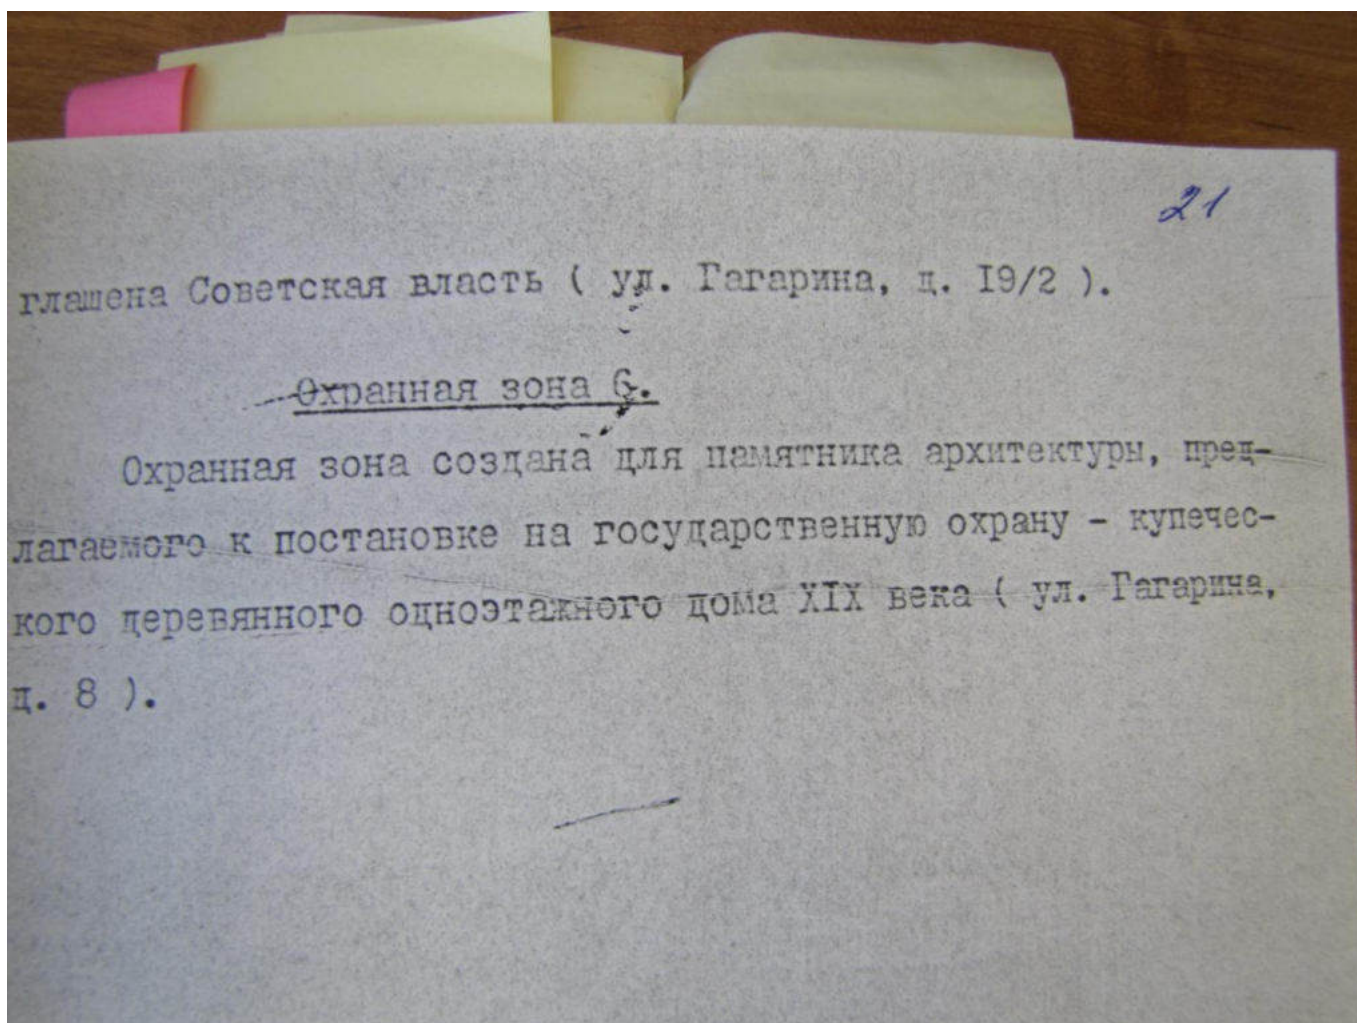 21
глашена Советская власть ( ул. Гагарина, д. I9/2 ).
Охранная зона 6.
Охранная зона создана для памятника архитектуры, пред-
лагаемого к постановке на государственную охрану - купечес-
кого деревянного одноэтажного дома XIX века ( ул. Гагарина,
д. 8 ).